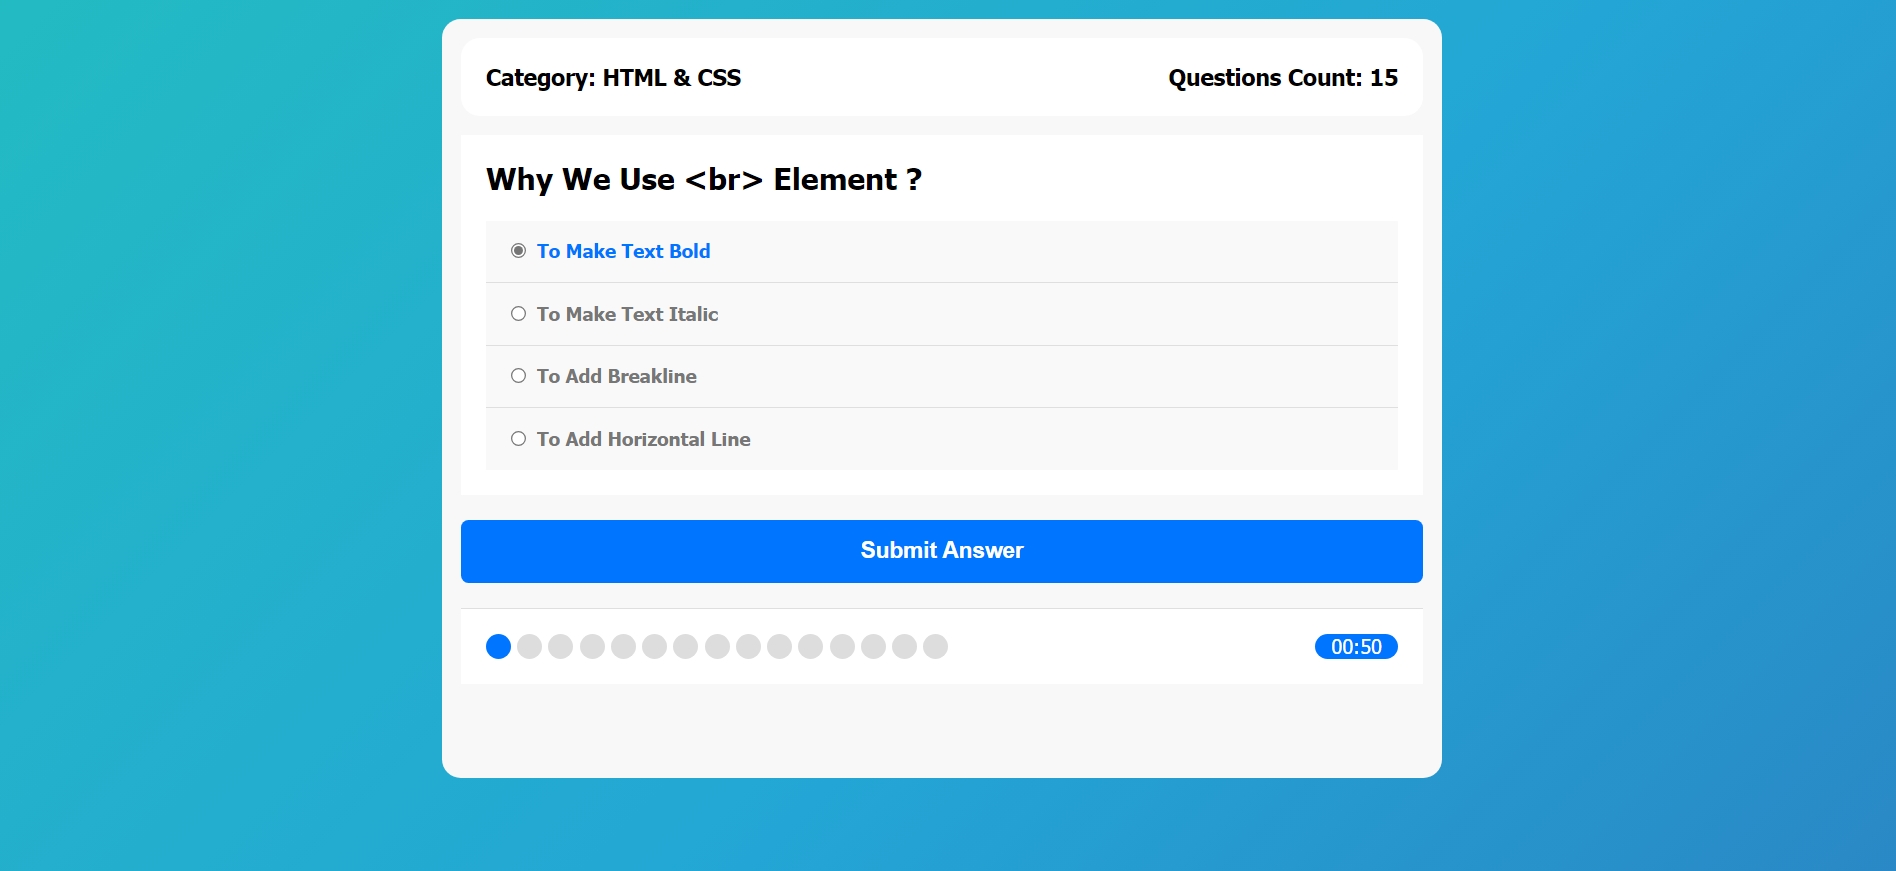 Category: HTML & CSS
Questions Count: 15
Why We Use <br> Element ?
To Make Text Bold
To Make Text Italic
To Add Breakline
To Add Horizontal Line
Submit Answer
00:50